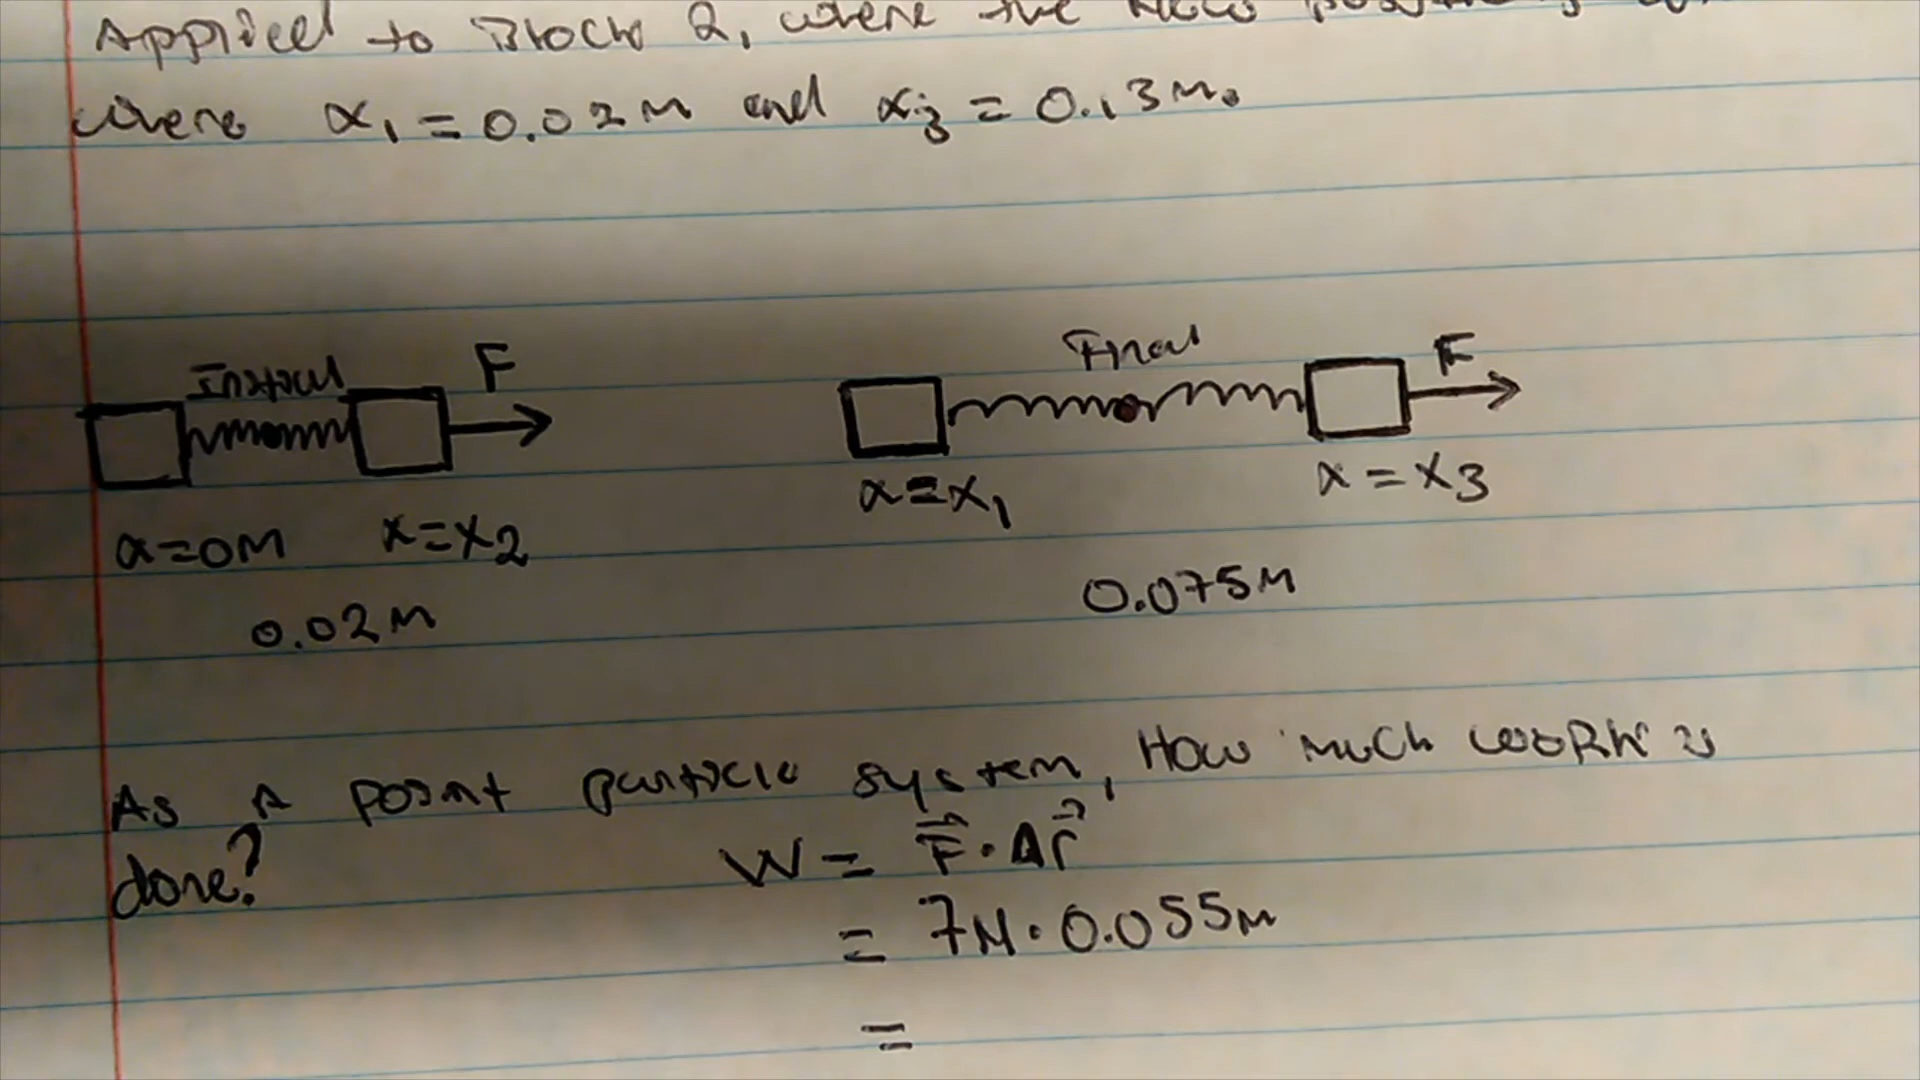 Applied to Block 2, where the new
where x₁ = 0.02M and x₃ = 0.13M.
Initial
F
Final
F
x=0M
x=x₂
x=x₁
x=x₃
0.02M
0.075M
As a point particle system, How much work is
done?
W = F⃗·Δr⃗
= 7N·0.055M
=